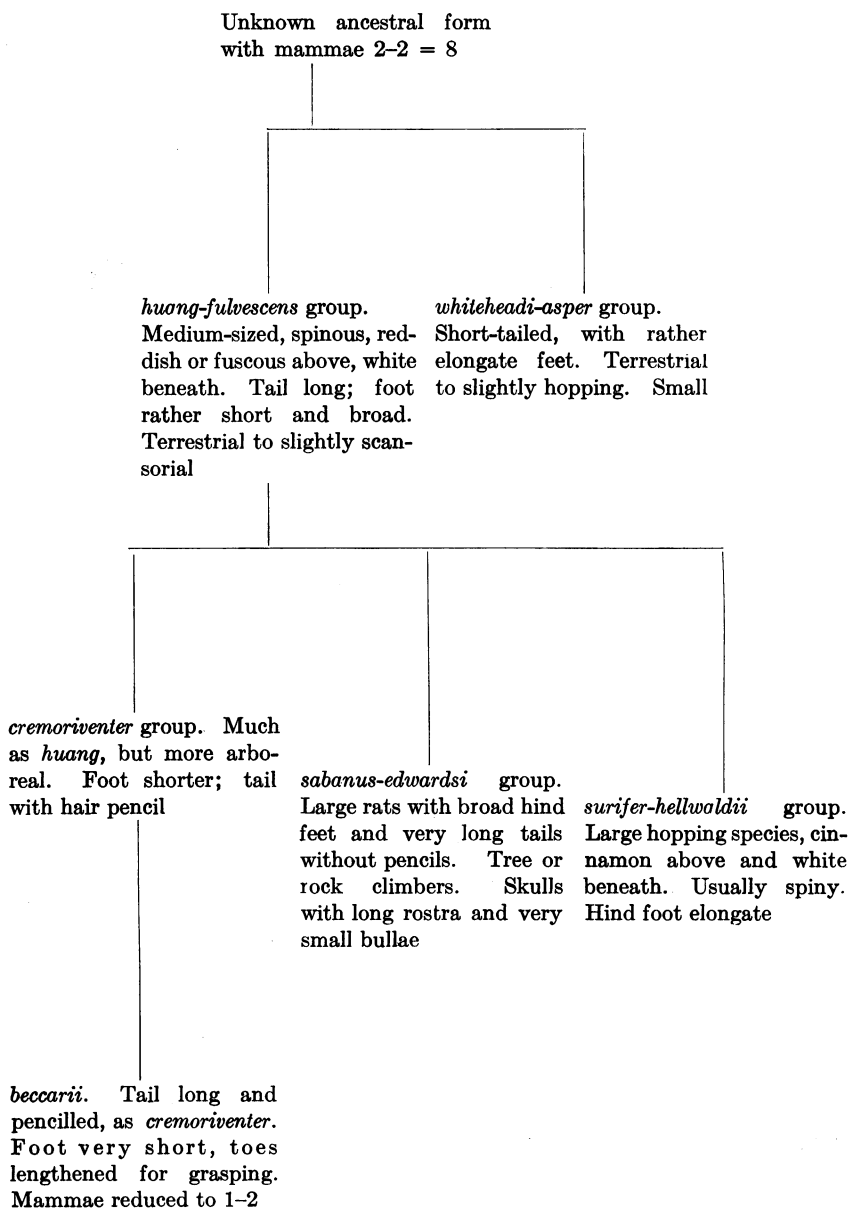 Unknown ancestral form
with mammae 2–2 = 8
huang-fulvescens group.
Medium-sized, spinous, red-
dish or fuscous above, white
beneath. Tail long; foot
rather short and broad.
Terrestrial to slightly scan-
sorial
whiteheadi-asper group.
Short-tailed, with rather
elongate feet. Terrestrial
to slightly hopping. Small
cremoriventer group. Much
as huang, but more arbo-
real. Foot shorter; tail
with hair pencil
sabanus-edwardsi group.
Large rats with broad hind
feet and very long tails
without pencils. Tree or
rock climbers. Skulls
with long rostra and very
small bullae
surifer-hellwaldii group.
Large hopping species, cin-
namon above and white
beneath. Usually spiny.
Hind foot elongate
beccarii. Tail long and
pencilled, as cremoriventer.
Foot very short, toes
lengthened for grasping.
Mammae reduced to 1–2